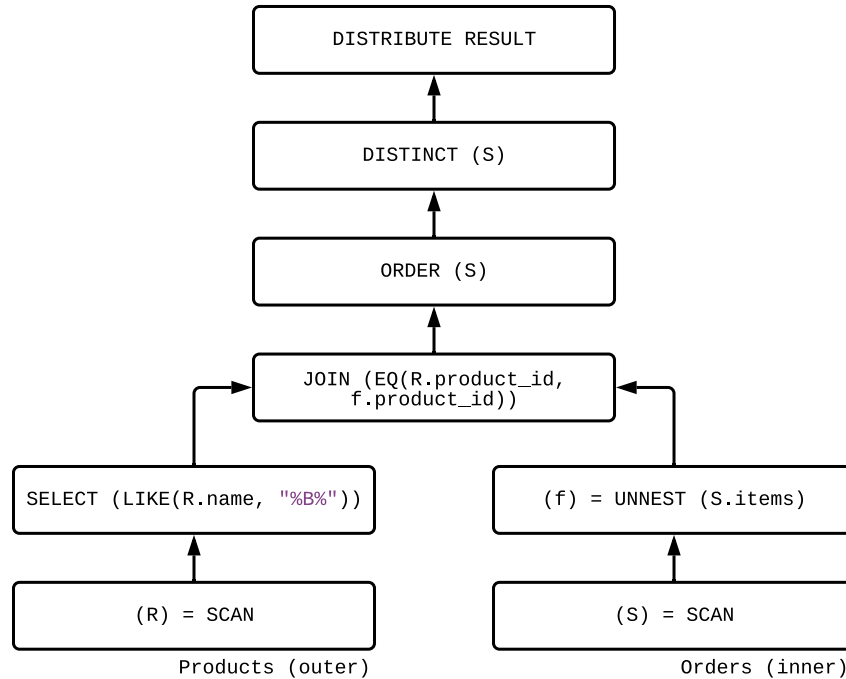 DISTRIBUTE RESULT
DISTINCT (S)
ORDER (S)
JOIN (EQ(R.product_id,
f.product_id))
SELECT (LIKE(R.name, "%B%"))
(f) = UNNEST (S.items)
(R) = SCAN
(S) = SCAN
Products (outer)
Orders (inner)